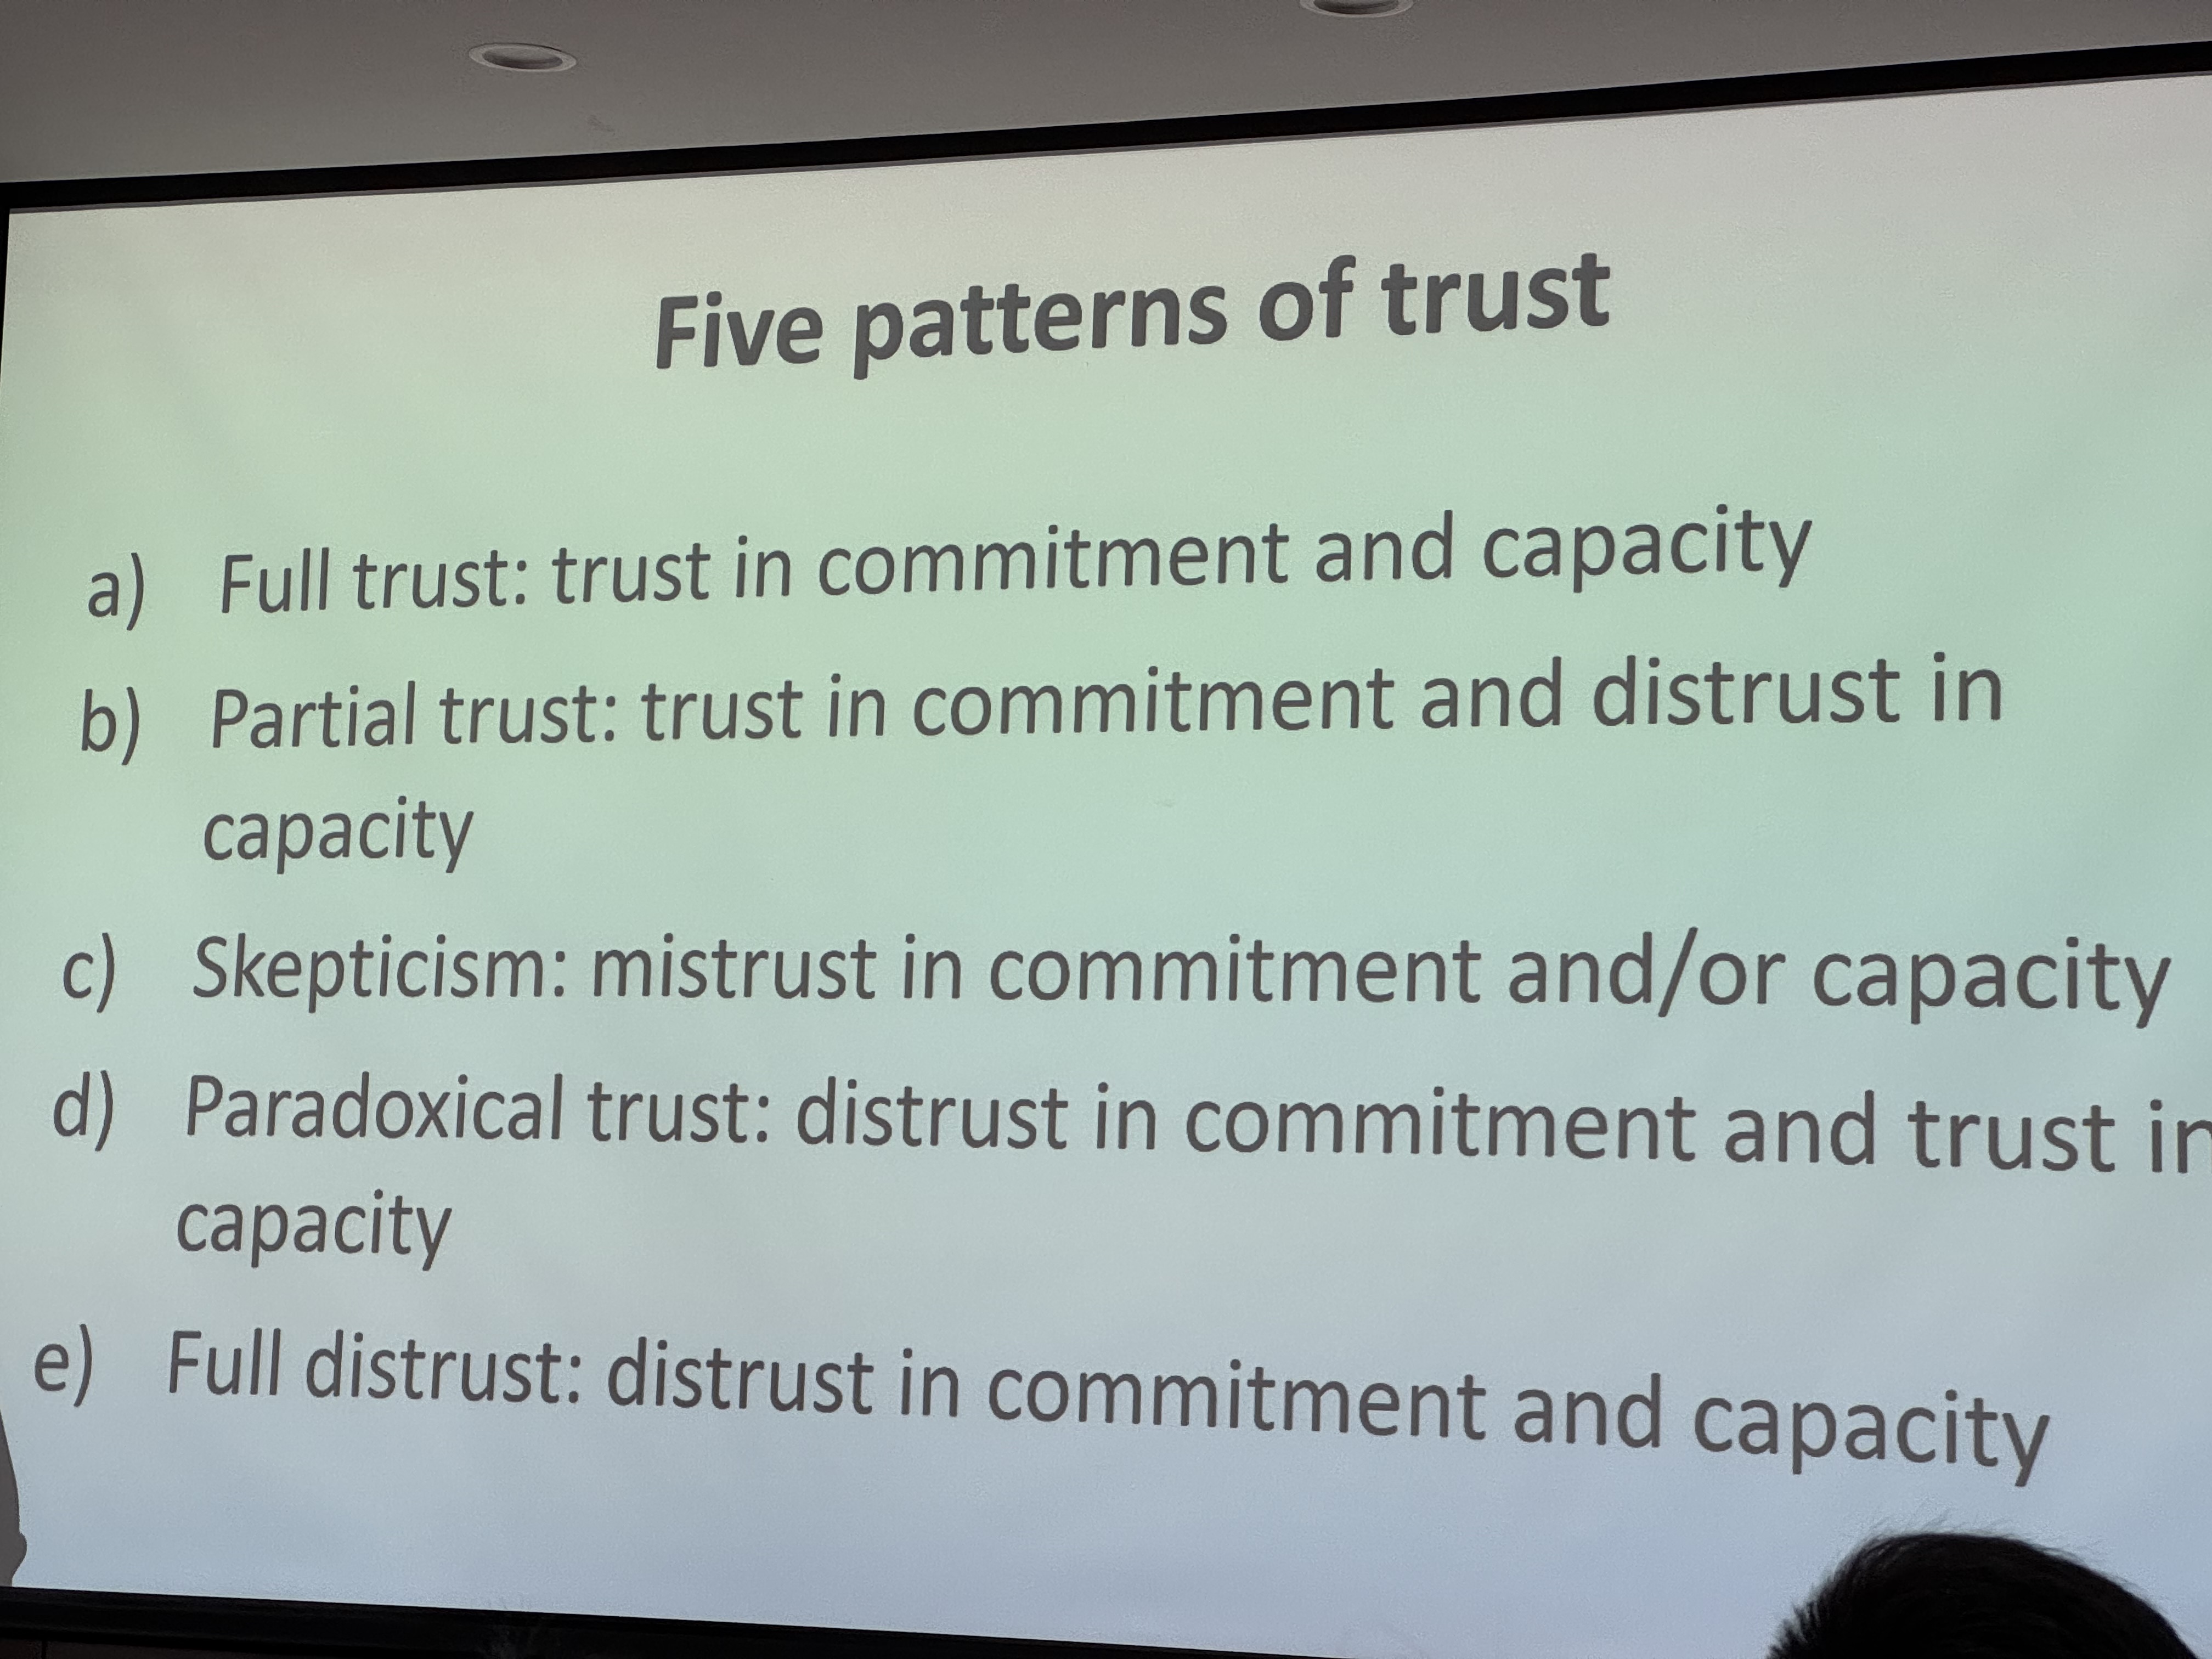 Five patterns of trust
a) Full trust: trust in commitment and capacity
b) Partial trust: trust in commitment and distrust in
capacity
c) Skepticism: mistrust in commitment and/or capacity
d) Paradoxical trust: distrust in commitment and trust in
capacity
e) Full distrust: distrust in commitment and capacity